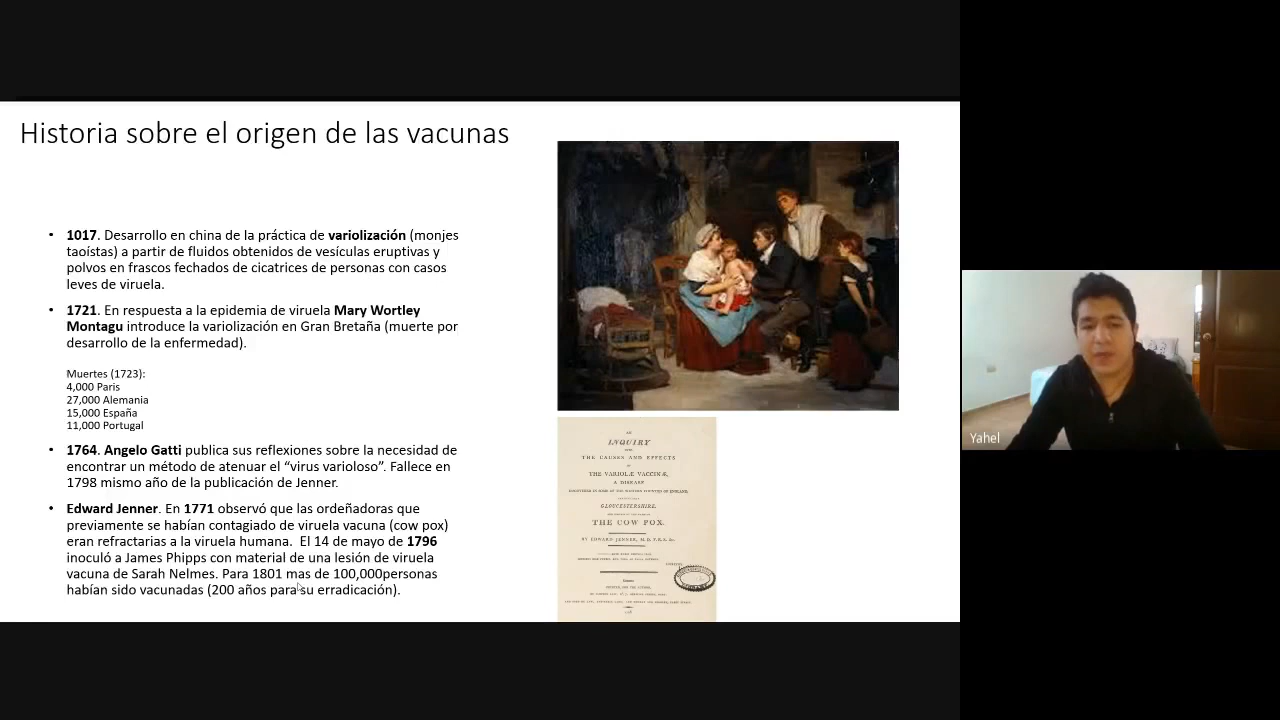 Historia sobre el origen de las vacunas
• 1017. Desarrollo en china de la práctica de variolización (monjes
taoístas) a partir de fluidos obtenidos de vesículas eruptivas y
polvos en frascos fechados de cicatrices de personas con casos
leves de viruela.
• 1721. En respuesta a la epidemia de viruela Mary Wortley
Montagu introduce la variolización en Gran Bretaña (muerte por
desarrollo de la enfermedad).
Muertes (1723):
4,000 Paris
27,000 Alemania
15,000 España
11,000 Portugal
• 1764. Angelo Gatti publica sus reflexiones sobre la necesidad de
encontrar un método de atenuar el “virus varioloso”. Fallece en
1798 mismo año de la publicación de Jenner.
• Edward Jenner. En 1771 observó que las ordeñadoras que
previamente se habían contagiado de viruela vacuna (cow pox)
eran refractarias a la viruela humana. El 14 de mayo de 1796
inoculó a James Phipps con material de una lesión de viruela
vacuna de Sarah Nelmes. Para 1801 mas de 100,000personas
habían sido vacunadas (200 años para su erradicación).
AN
INQUIRY
INTO
THE CAUSES AND EFFECTS
OF
THE VARIOLÆ VACCINÆ,
A DISEASE
GLOUCESTERSHIRE,
THE COW POX.
BY EDWARD JENNER, M.D. F.R.S. &c.
Yahel